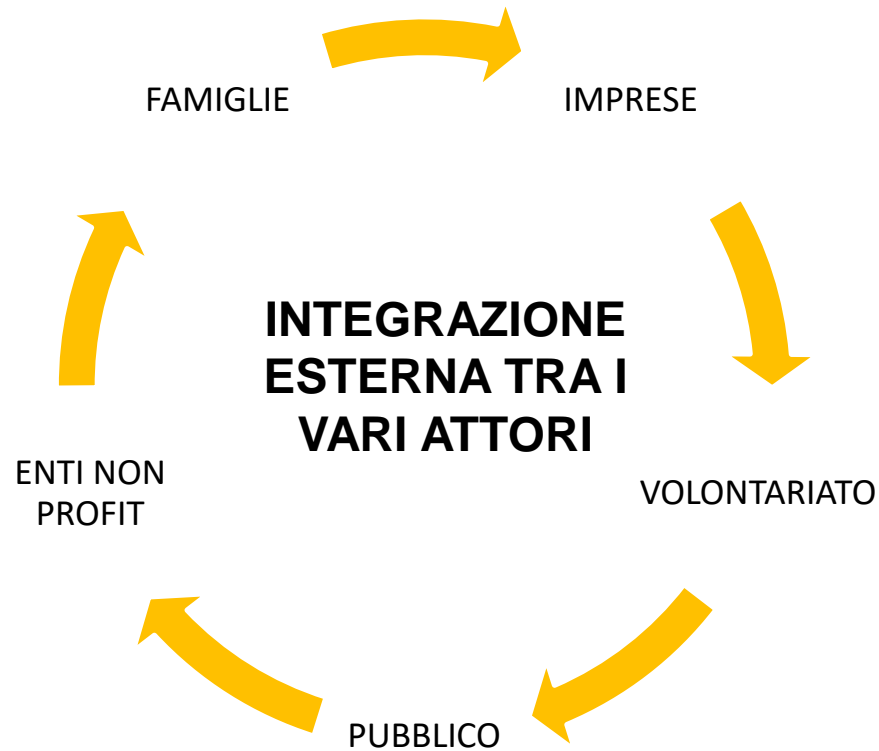 FAMIGLIE
IMPRESE
INTEGRAZIONE
ESTERNA TRA I
VARI ATTORI
ENTI NON
PROFIT
VOLONTARIATO
PUBBLICO